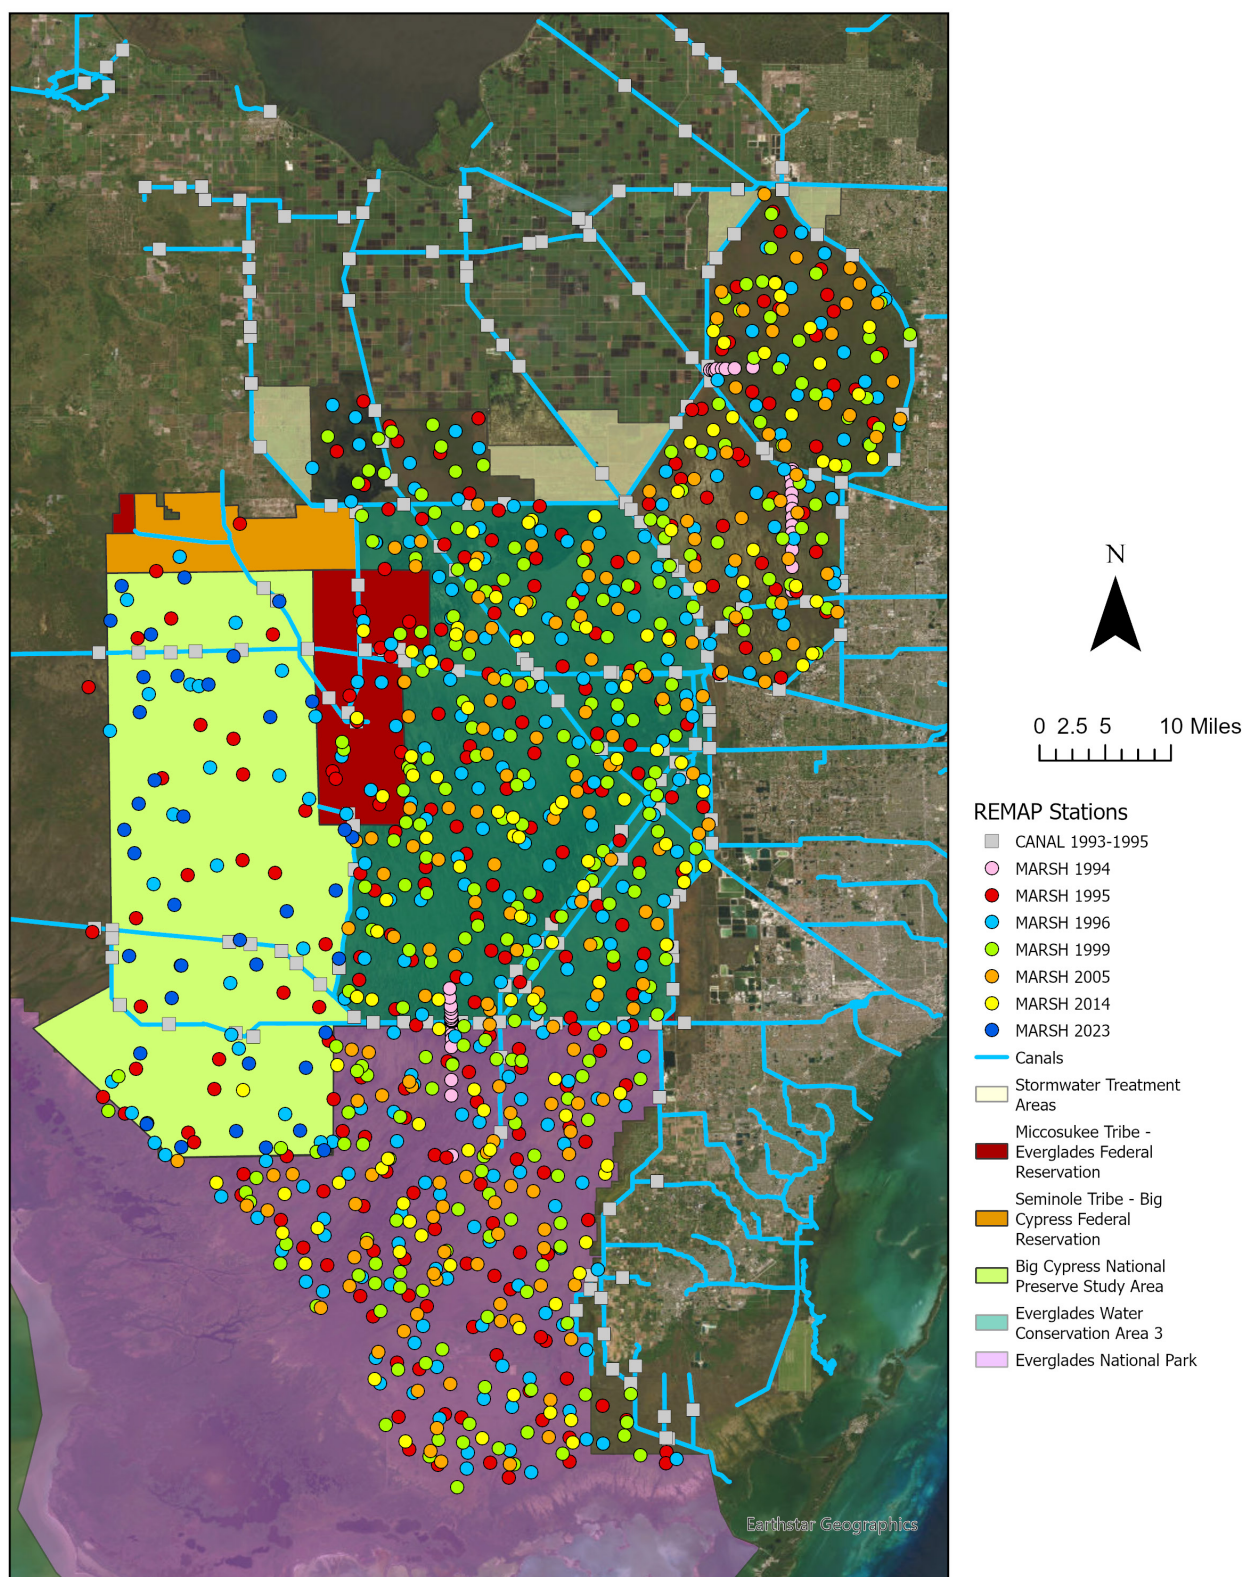 N
0 2.5 5 10 Miles
REMAP Stations
CANAL 1993-1995
MARSH 1994
MARSH 1995
MARSH 1996
MARSH 1999
MARSH 2005
MARSH 2014
MARSH 2023
Canals
Stormwater Treatment
Areas
Miccosukee Tribe -
Everglades Federal
Reservation
Seminole Tribe - Big
Cypress Federal
Reservation
Big Cypress National
Preserve Study Area
Everglades Water
Conservation Area 3
Everglades National Park
Earthstar Geographics